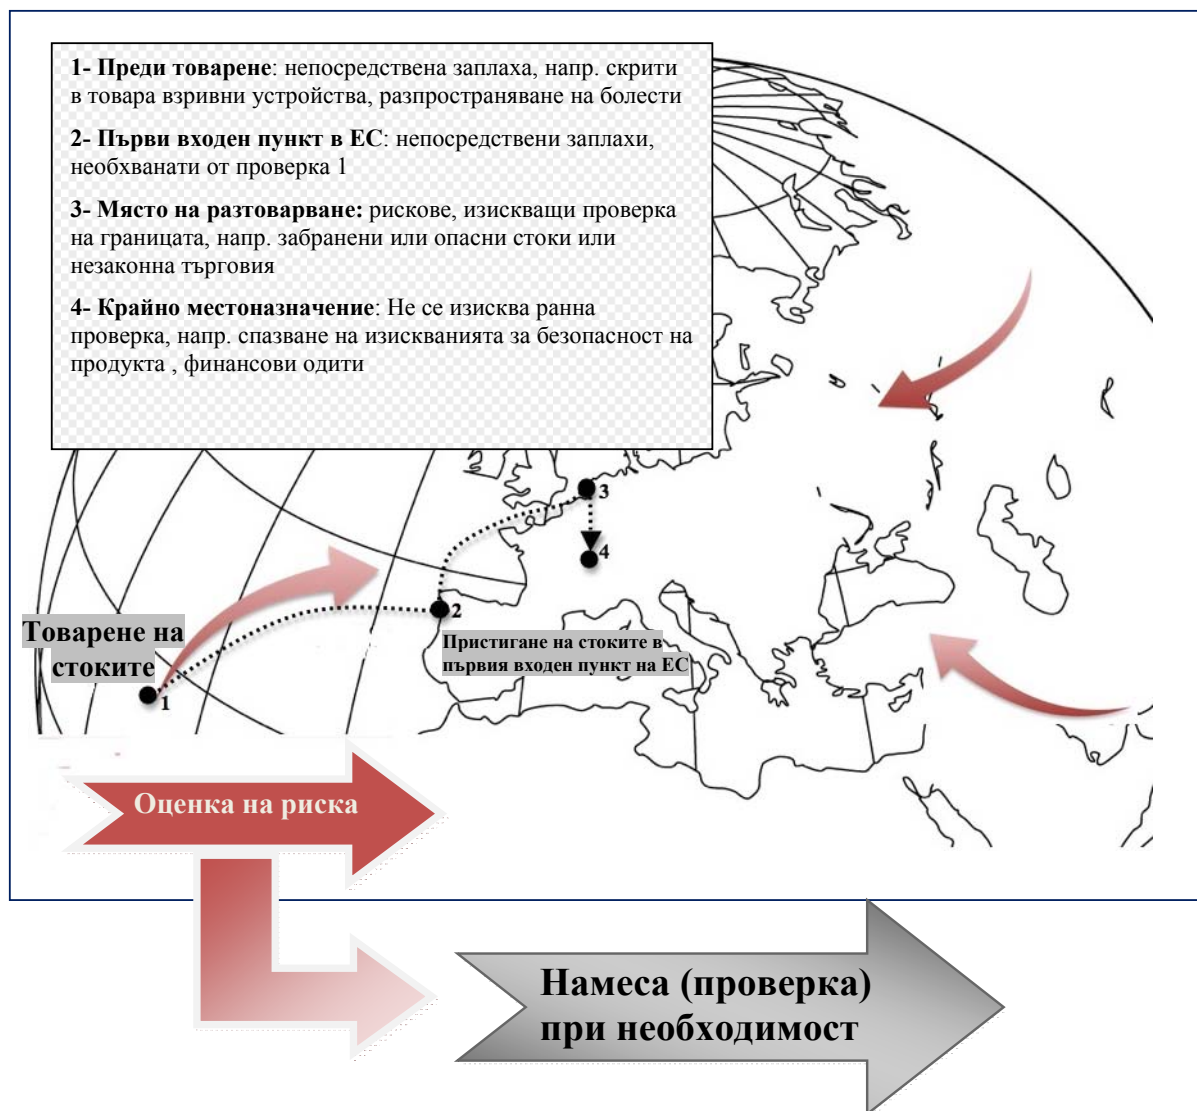 1- Преди товарене: непосредствена заплаха, напр. скрити
в товара взривни устройства, разпространяване на болести
2- Първи входен пункт в ЕС: непосредствени заплахи,
необхванати от проверка 1
3- Място на разтоварване: рискове, изискващи проверка
на границата, напр. забранени или опасни стоки или
незаконна търговия
4- Крайно местоназначение: Не се изисква ранна
проверка, напр. спазване на изискванията за безопасност на
продукта , финансови одити
3
4
2
Товарене на
стоките
Пристигане на стоките в
първия входен пункт на ЕС
1
Оценка на риска
Намеса (проверка)
при необходимост